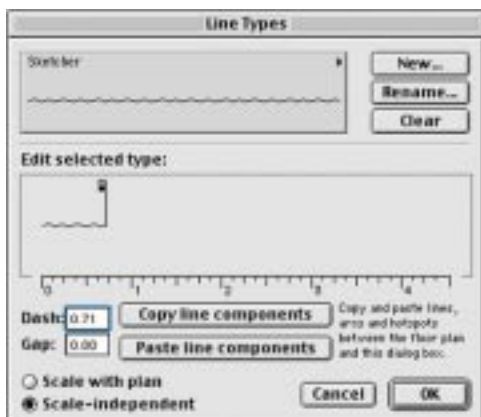 Line Types
Sketcher
New...
Rename...
Clear
Edit selected type:
0 1 2 3 4
Dash: 0.71
Copy line components
Gap: 0.00
Paste line components
Copy and paste lines,
arcs and hotspots
between the floor plan
and this dialog box.
Scale with plan
Scale-independent
Cancel
OK